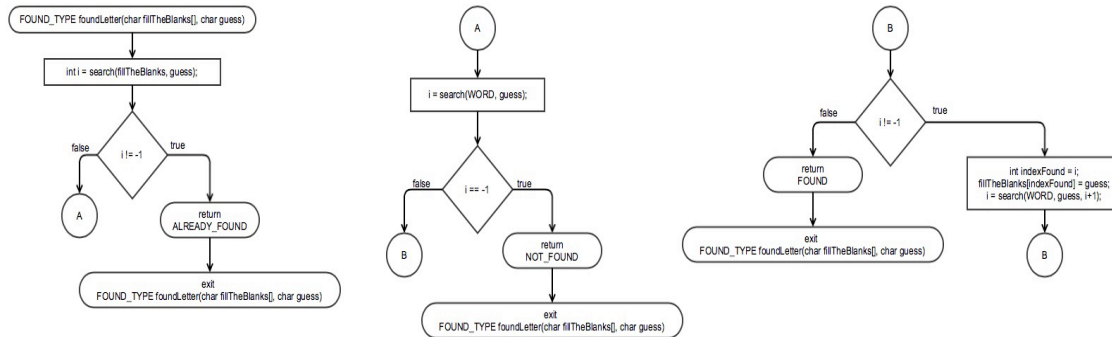 FOUND_TYPE foundLetter(char fillTheBlanks[], char guess)
int i = search(fillTheBlanks, guess);
i != -1
false
true
A
return
ALREADY_FOUND
exit
FOUND_TYPE foundLetter(char fillTheBlanks[], char guess)
A
i = search(WORD, guess);
i == -1
false
true
B
return
NOT_FOUND
exit
FOUND_TYPE foundLetter(char fillTheBlanks[], char guess)
B
i != -1
false
true
return
FOUND
exit
FOUND_TYPE foundLetter(char fillTheBlanks[], char guess)
int indexFound = i;
fillTheBlanks[indexFound] = guess;
i = search(WORD, guess, i+1);
B